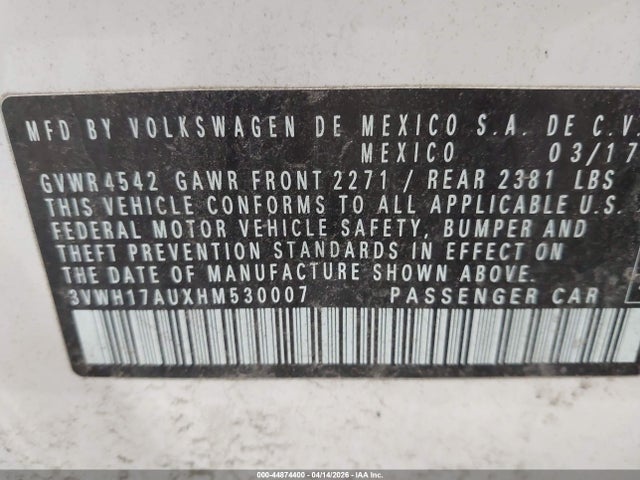 MFD BY VOLKSWAGEN DE MEXICO S.A. DE C.V
MEXICO 03/17
GVWR4542 GAWR FRONT 2271 / REAR 2381 LBS
THIS VEHICLE CONFORMS TO ALL APPLICABLE U.S.
FEDERAL MOTOR VEHICLE SAFETY, BUMPER AND
THEFT PREVENTION STANDARDS IN EFFECT ON
THE DATE OF MANUFACTURE SHOWN ABOVE.
3VWH17AUXHM530007 PASSENGER CAR
000-44874400 - 04/14/2026 - IAA Inc.